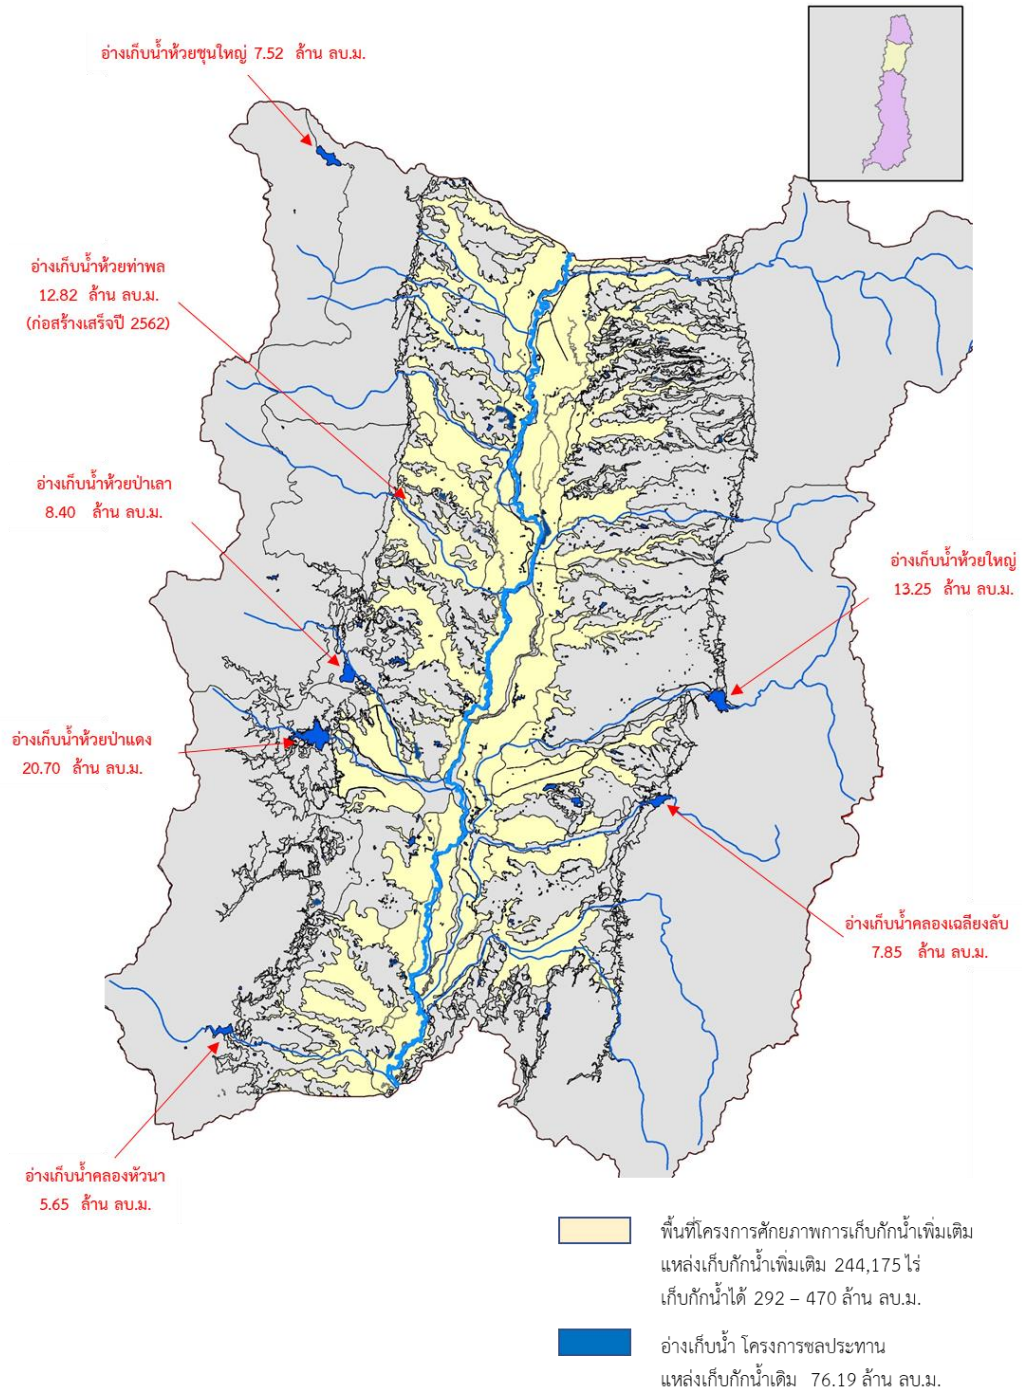 อ่างเก็บน้ำห้วยชุนใหญ่ 7.52 ล้าน ลบ.ม.
อ่างเก็บน้ำห้วยท่าพล
12.82 ล้าน ลบ.ม.
(ก่อสร้างเสร็จปี 2562)
อ่างเก็บน้ำห้วยป่าเลา
8.40 ล้าน ลบ.ม.
อ่างเก็บน้ำห้วยใหญ่
13.25 ล้าน ลบ.ม.
อ่างเก็บน้ำห้วยป่าแดง
20.70 ล้าน ลบ.ม.
อ่างเก็บน้ำคลองเฉลียงลับ
7.85 ล้าน ลบ.ม.
อ่างเก็บน้ำคลองหัวนา
5.65 ล้าน ลบ.ม.
พื้นที่โครงการศักยภาพการเก็บกักน้ำเพิ่มเติม
แหล่งเก็บกักน้ำเพิ่มเติม 244,175 ไร่
เก็บกักน้ำได้ 292 – 470 ล้าน ลบ.ม.
อ่างเก็บน้ำ โครงการชลประทาน
แหล่งเก็บกักน้ำเดิม 76.19 ล้าน ลบ.ม.